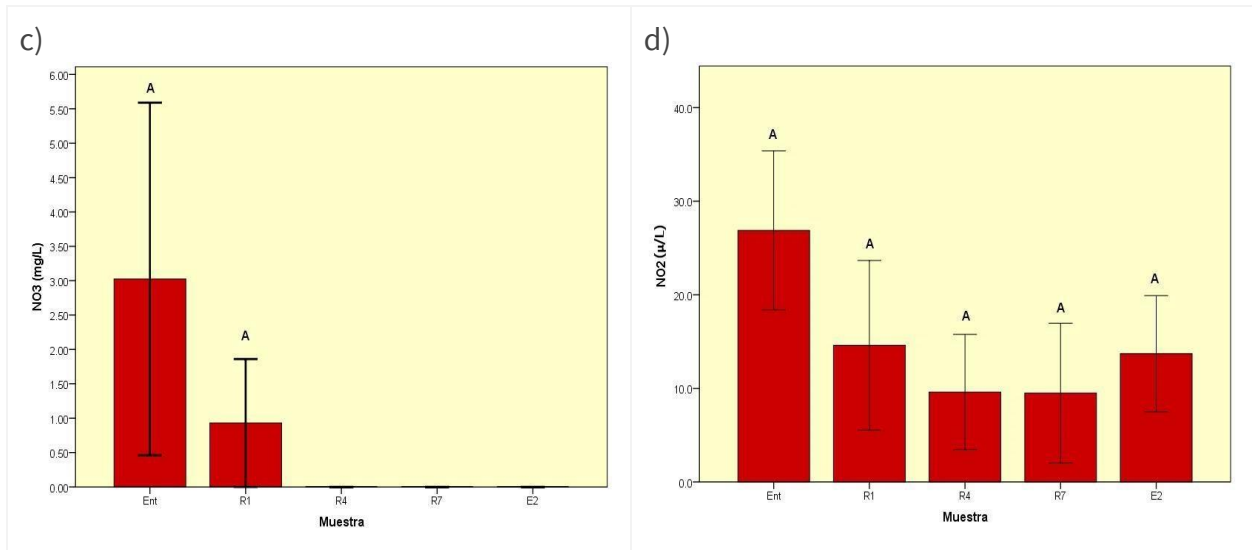 c)
NO3 (mg/L)
6.00
5.50
5.00
4.50
4.00
3.50
3.00
2.50
2.00
1.50
1.00
0.50
0.00
A
A
Ent R1 R4 R7 E2
Muestra
d)
NO2 (µ/L)
40.0
30.0
20.0
10.0
0.0
A
A
A
A
A
Ent R1 R4 R7 E2
Muestra